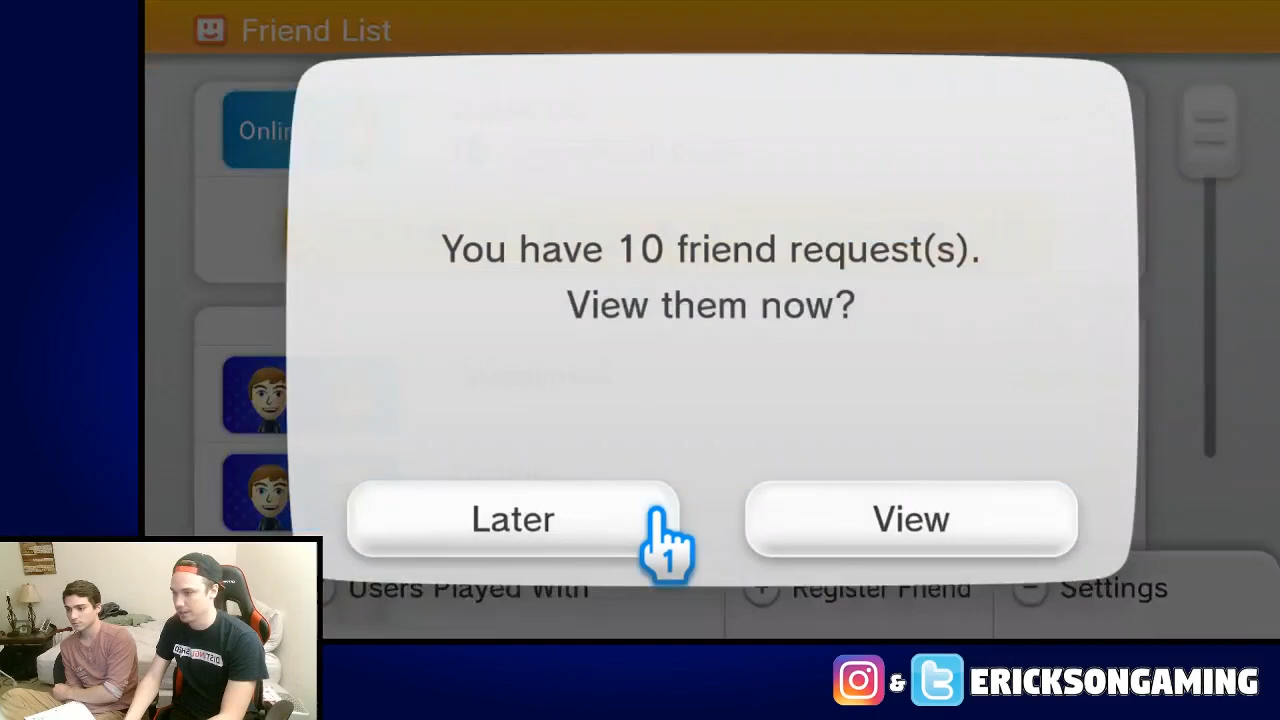 Friend List
Onlin
You have 10 friend request(s).
View them now?
Later
View
1
Users Played With
Register Friend
Settings
& ERICKSONGAMING